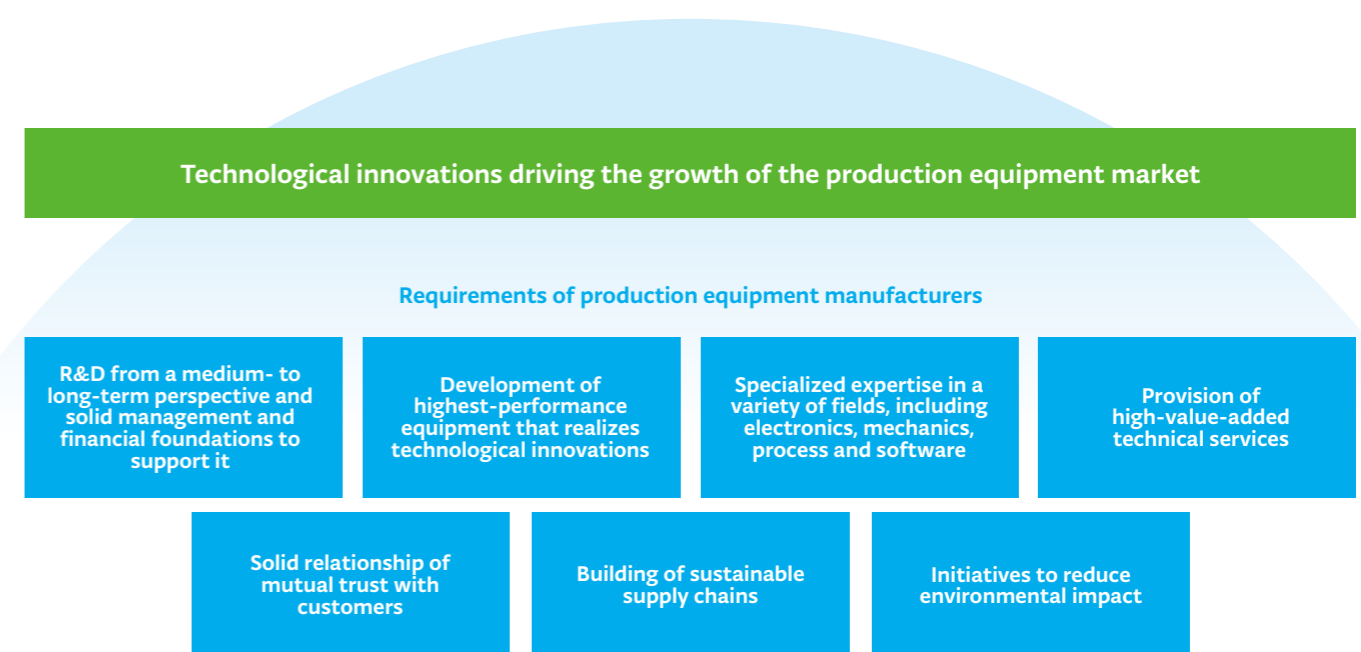 Technological innovations driving the growth of the production equipment market
Requirements of production equipment manufacturers
R&D from a medium- to
long-term perspective and
solid management and
financial foundations to
support it
Development of
highest-performance
equipment that realizes
technological innovations
Specialized expertise in a
variety of fields, including
electronics, mechanics,
process and software
Provision of
high-value-added
technical services
Solid relationship of
mutual trust with
customers
Building of sustainable
supply chains
Initiatives to reduce
environmental impact